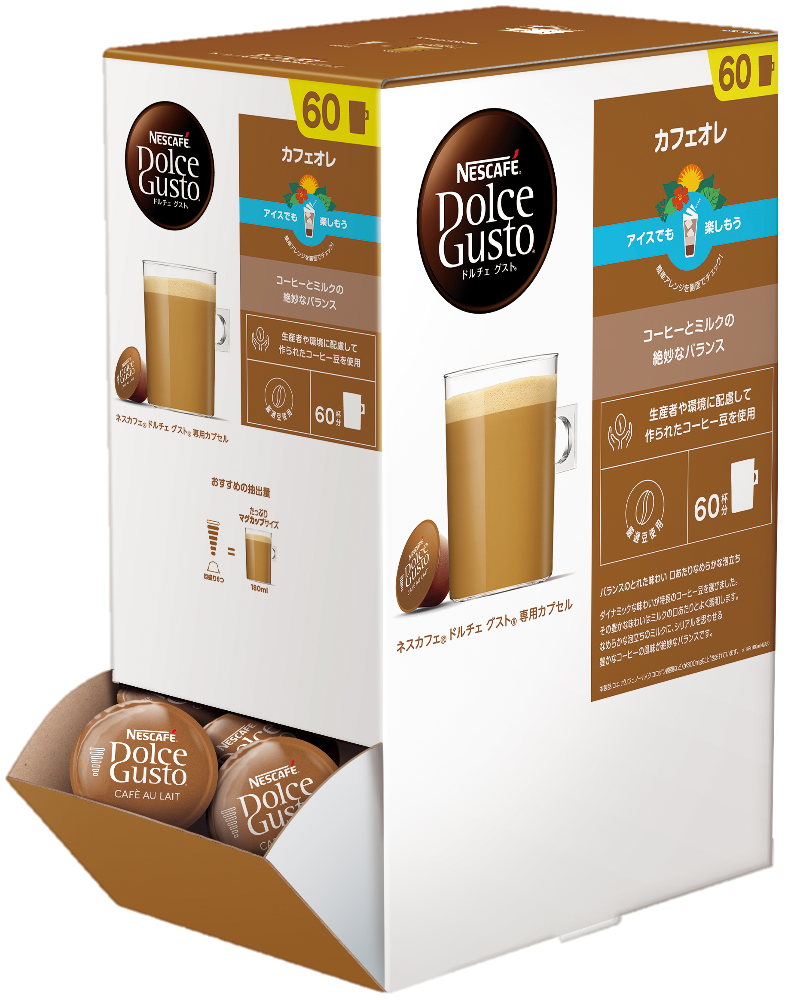 60
NESCAFÉ®
Dolce
Gusto®
ドルチェ グスト®
カフェオレ
アイスでも 楽しもう
簡単アレンジを裏面でチェック!
コーヒーとミルクの
絶妙なバランス
生産者や環境に配慮して
作られたコーヒー豆を使用
厳選豆使用
60杯分
NESCAFÉ
Dolce
Gusto
CAFÉ AU LAIT
ネスカフェ® ドルチェ グスト® 専用カプセル
おすすめの抽出量
たっぷり
マグカップサイズ
=
目盛り6つ
180ml
NESCAFÉ®
Dolce
Gusto®
CAFÈ AU LAIT
NESCAFÉ
Dolce
NESCAFÉ®
Dolce
Gust
CAF
60
NESCAFÉ®
Dolce
Gusto®
ドルチェ グスト®
カフェオレ
アイスでも 楽しもう
簡単アレンジを側面でチェック!
コーヒーとミルクの
絶妙なバランス
生産者や環境に配慮して
作られたコーヒー豆を使用
厳選豆使用
60杯分
NESCAFÉ
Dolce
Gusto
CAFÉ AU LAIT
ネスカフェ® ドルチェ グスト® 専用カプセル
バランスのとれた味わい 口あたりなめらかな泡立ち
ダイナミックな味わいが特長のコーヒー豆を選びました。
その豊かな味わいはミルクの口あたりとよく調和します。
なめらかな泡立ちのミルクに、シリアルを思わせる
豊かなコーヒーの風味が絶妙なバランスです。
本製品には、ポリフェノール(クロロゲン酸類など)が300mg以上*含まれています。 *1杯(180ml)当たり